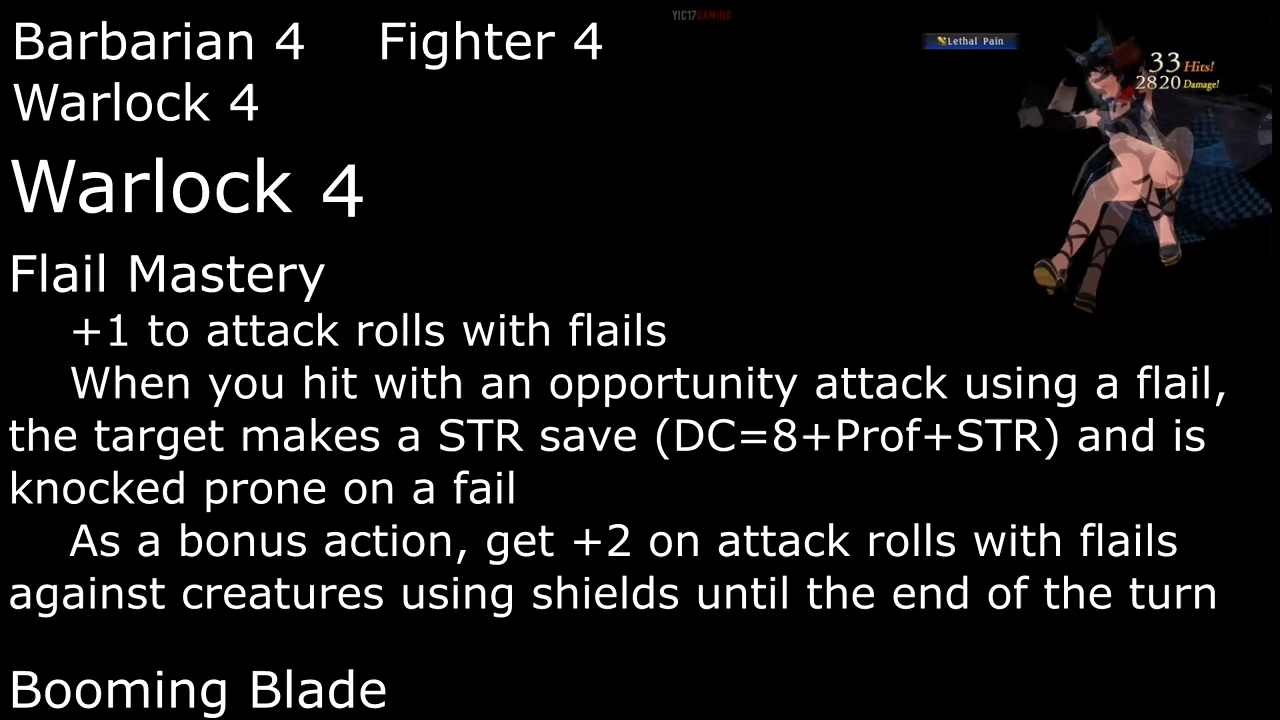 YIC17GAMING
Barbarian 4 Fighter 4
Lethal Pain
33 Hits!
2820 Damage!
Warlock 4
Warlock 4
Flail Mastery
+1 to attack rolls with flails
When you hit with an opportunity attack using a flail,
the target makes a STR save (DC=8+Prof+STR) and is
knocked prone on a fail
As a bonus action, get +2 on attack rolls with flails
against creatures using shields until the end of the turn
Booming Blade